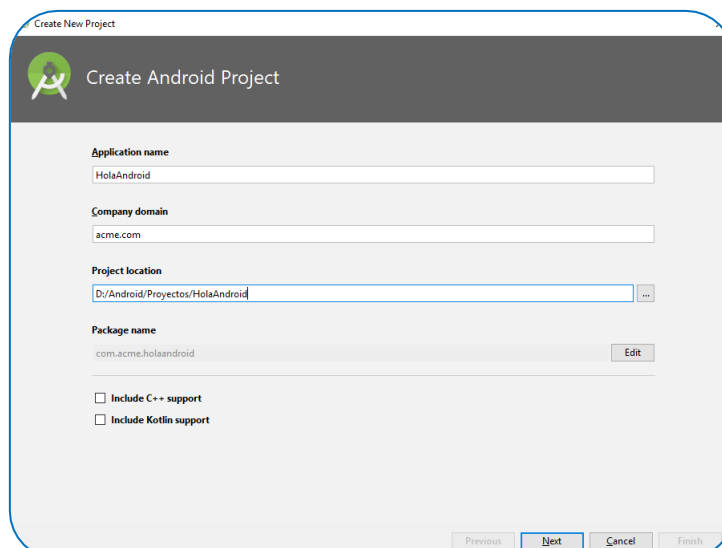 Create New Project
Create Android Project
Application name
HolaAndroid
Company domain
acme.com
Project location
D:/Android/Proyectos/HolaAndroid
...
Package name
com.acme.holaandroid
Edit
Include C++ support
Include Kotlin support
Previous Next Cancel Finish